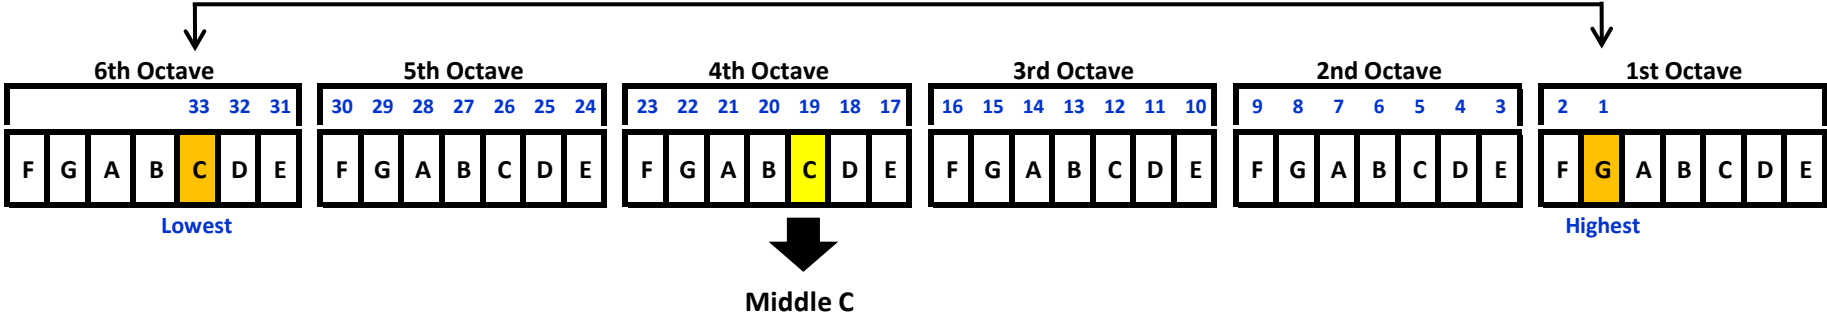 6th Octave 5th Octave 4th Octave 3rd Octave 2nd Octave 1st Octave
33 32 31 30 29 28 27 26 25 24 23 22 21 20 19 18 17 16 15 14 13 12 11 10 9 8 7 6 5 4 3 2 1
F G A B C D E F G A B C D E F G A B C D E F G A B C D E F G A B C D E F G A B C D E
Lowest Highest
Middle C